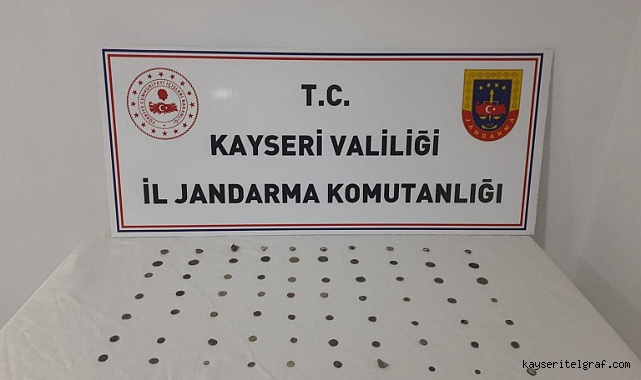 T.C.
KAYSERİ VALİLİĞİ
İL JANDARMA KOMUTANLIĞI
JANDARMA
kayseritelgraf.com